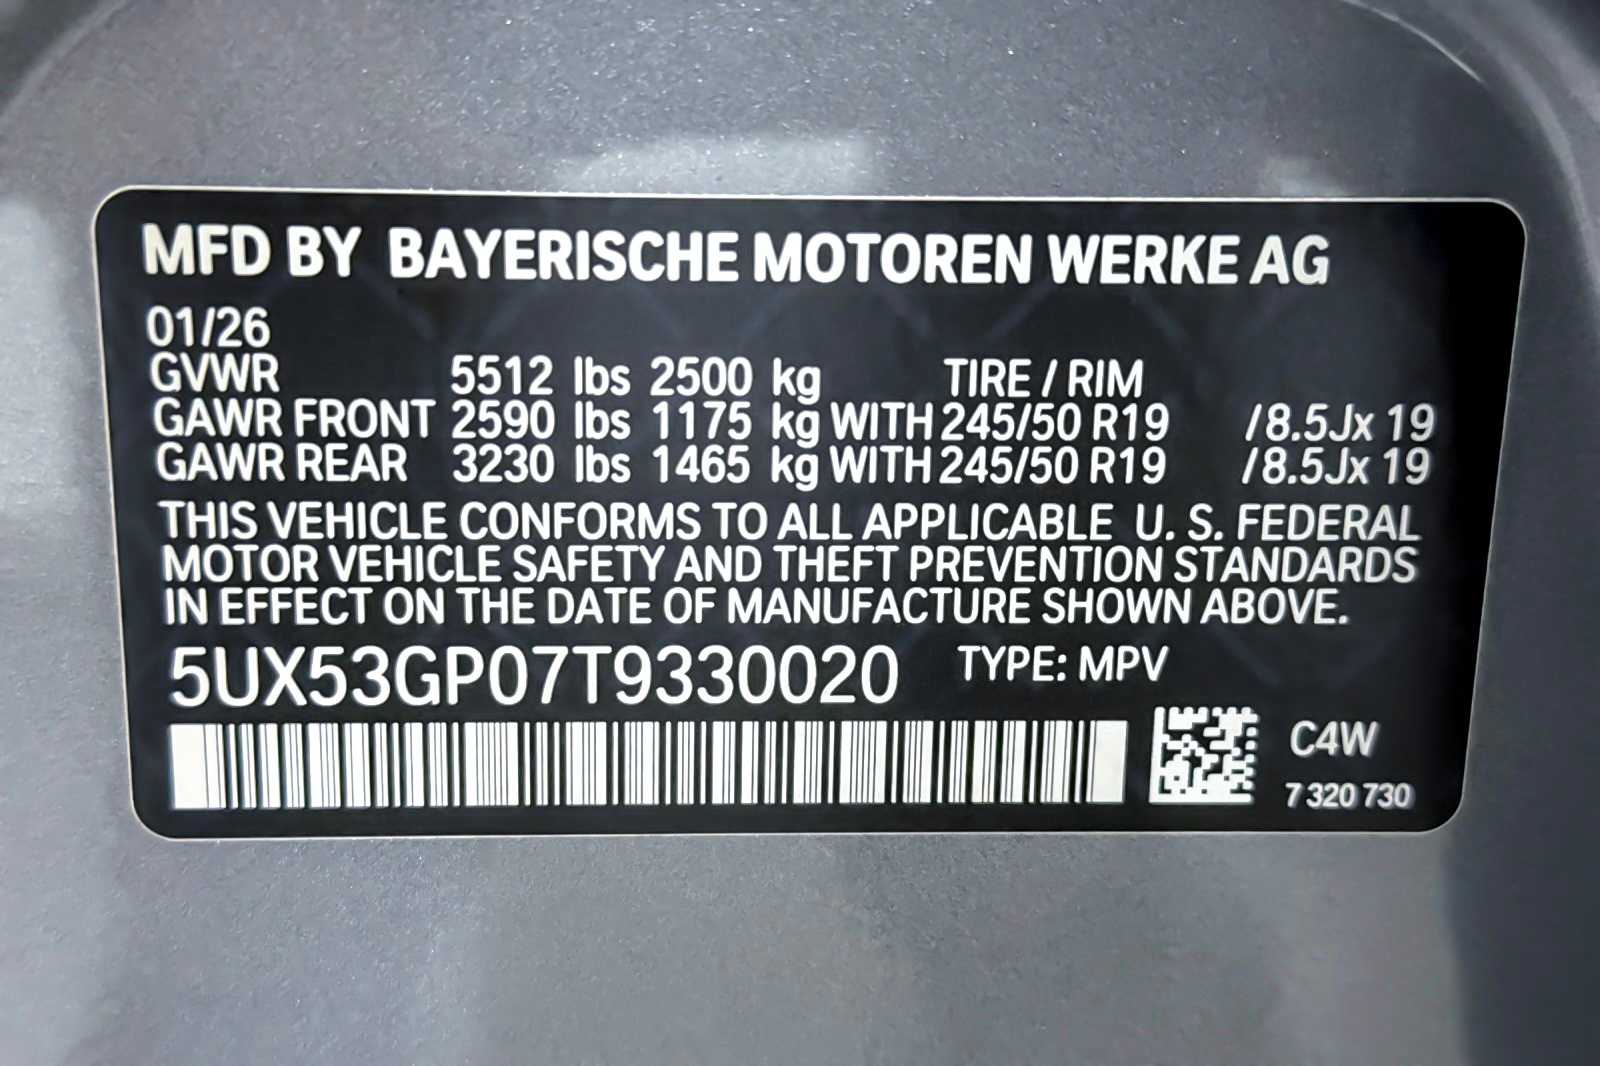 MFD BY BAYERISCHE MOTOREN WERKE AG
01/26
GVWR 5512 lbs 2500 kg TIRE / RIM
GAWR FRONT 2590 lbs 1175 kg WITH 245/50 R19 /8.5Jx 19
GAWR REAR 3230 lbs 1465 kg WITH 245/50 R19 /8.5Jx 19
THIS VEHICLE CONFORMS TO ALL APPLICABLE U. S. FEDERAL
MOTOR VEHICLE SAFETY AND THEFT PREVENTION STANDARDS
IN EFFECT ON THE DATE OF MANUFACTURE SHOWN ABOVE.
5UX53GP07T9330020 TYPE: MPV
C4W
7 320 730